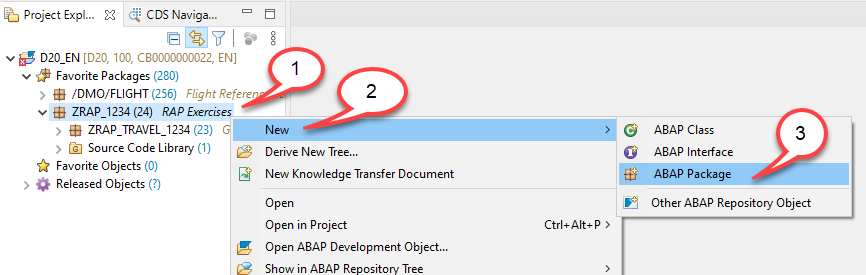 Project Expl...
CDS Naviga...
D20_EN [D20, 100, CB0000000022, EN]
Favorite Packages (280)
/DMO/FLIGHT (256) Flight Referenc
ZRAP_1234 (24) RAP Exercises
ZRAP_TRAVEL_1234 (23) G
Source Code Library (1)
Favorite Objects (0)
Released Objects (?)
1
2
New
Derive New Tree...
New Knowledge Transfer Document
Open
Open in Project Ctrl+Alt+P
Open ABAP Development Object...
Show in ABAP Repository Tree
3
ABAP Class
ABAP Interface
ABAP Package
Other ABAP Repository Object